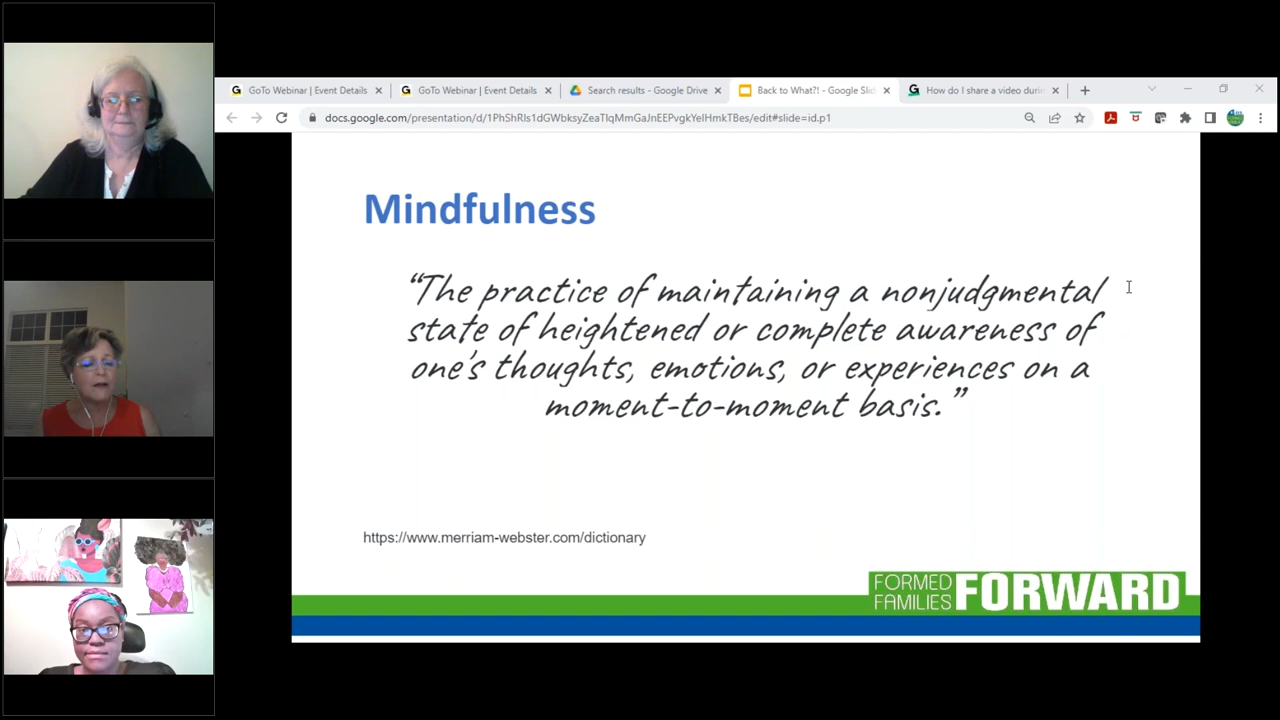 GoTo Webinar | Event Details
GoTo Webinar | Event Details
Search results - Google Drive
Back to What?! - Google Slid
How do I share a video durin
docs.google.com/presentation/d/1PhShRls1dGWbksyZeaTlqMmGaJnEEPvgkYeIHmkTBes/edit#slide=id.p1
Mindfulness
“The practice of maintaining a nonjudgmental
state of heightened or complete awareness of
one's thoughts, emotions, or experiences on a
moment-to-moment basis.”
https://www.merriam-webster.com/dictionary
FORMED
FAMILIES
FORWARD